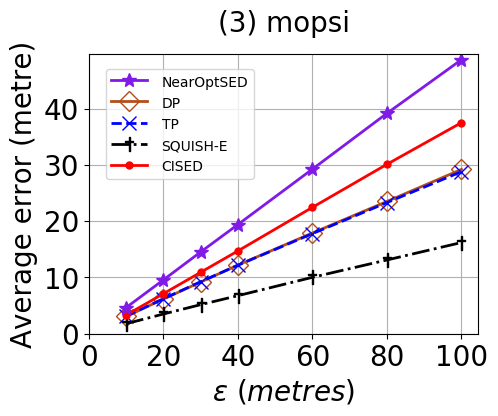 (3) mopsi
Average error (metre)
40
30
20
10
0
NearOptSED
DP
TP
SQUISH-E
CISED
0 20 40 60 80 100
ε (metres)